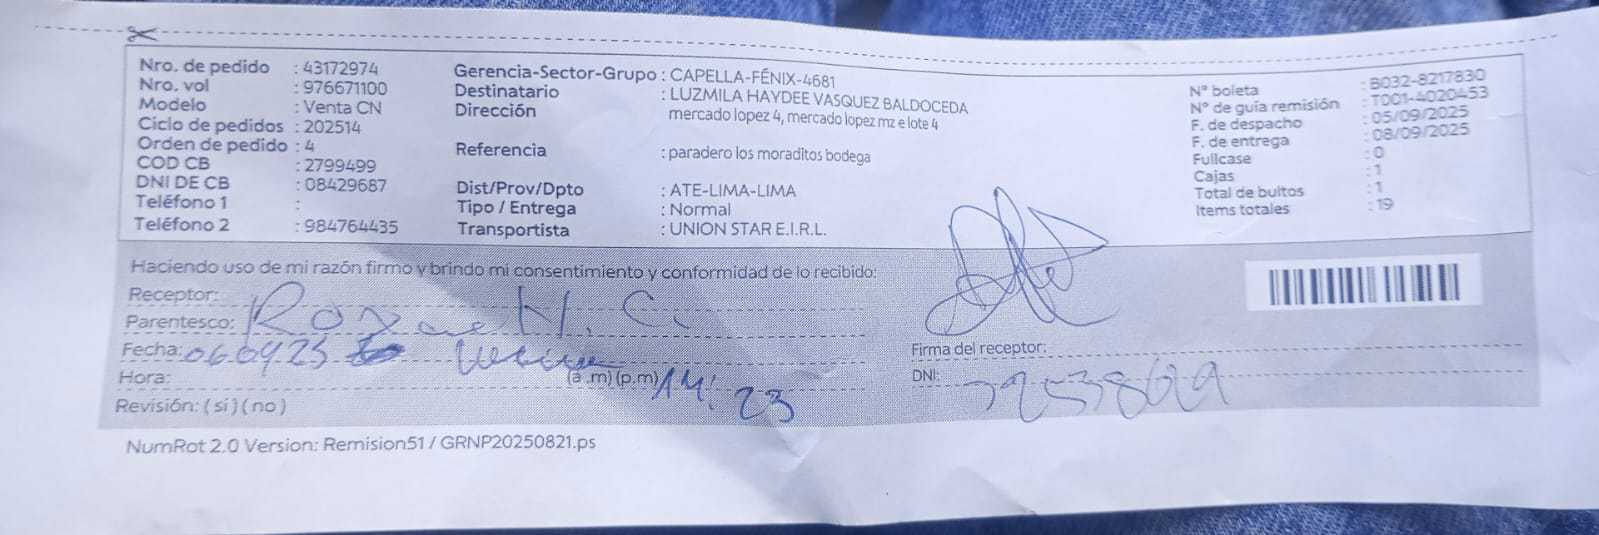 Nro. de pedido : 43172974
Nro. vol : 976671100
Modelo : Venta CN
Ciclo de pedidos : 202514
Orden de pedido : 4
COD CB : 2799499
DNI DE CB : 08429687
Teléfono 1 :
Teléfono 2 : 984764435
Gerencia-Sector-Grupo : CAPELLA-FÉNIX-4681
Destinatario : LUZMILA HAYDEE VASQUEZ BALDOCEDA
Dirección mercado lopez 4, mercado lopez mz e lote 4
Referencia : paradero los moraditos bodega
Dist/Prov/Dpto : ATE-LIMA-LIMA
Tipo / Entrega : Normal
Transportista : UNION STAR E.I.R.L.
N° boleta : B032-8217830
N° de guía remisión : T001-4020453
F. de despacho : 05/09/2025
F. de entrega : 08/09/2025
Fullcase : 0
Cajas : 1
Total de bultos : 1
Items totales : 19
Haciendo uso de mi razón firmo y brindo mi consentimiento y conformidad de lo recibido:
Receptor:
Parentesco: H. C.
Fecha: 060925
Hora: (a .m) (p.m) 14:23
Revisión: ( si ) ( no )
Firma del receptor:
DNI:
NumRot 2.0 Version: Remision51 / GRNP20250821.ps